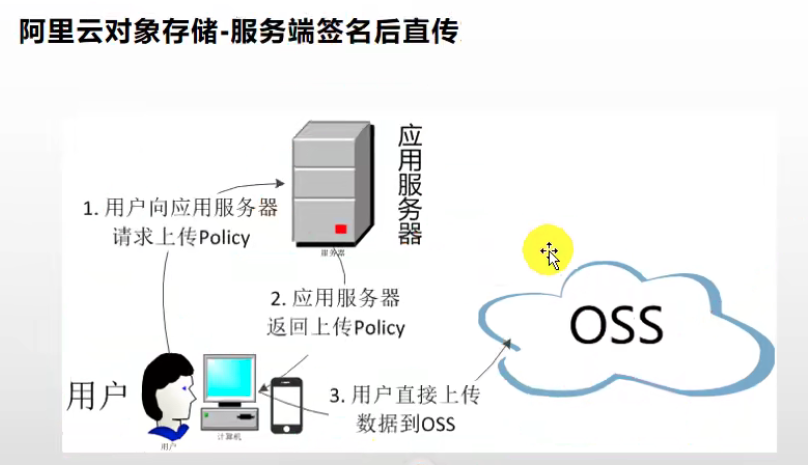 阿里云对象存储-服务端签名后直传
应用服务器
1. 用户向应用服务器
请求上传Policy
服务器
2. 应用服务器
返回上传Policy
OSS
用户
3. 用户直接上传
数据到OSS
计算机
用户